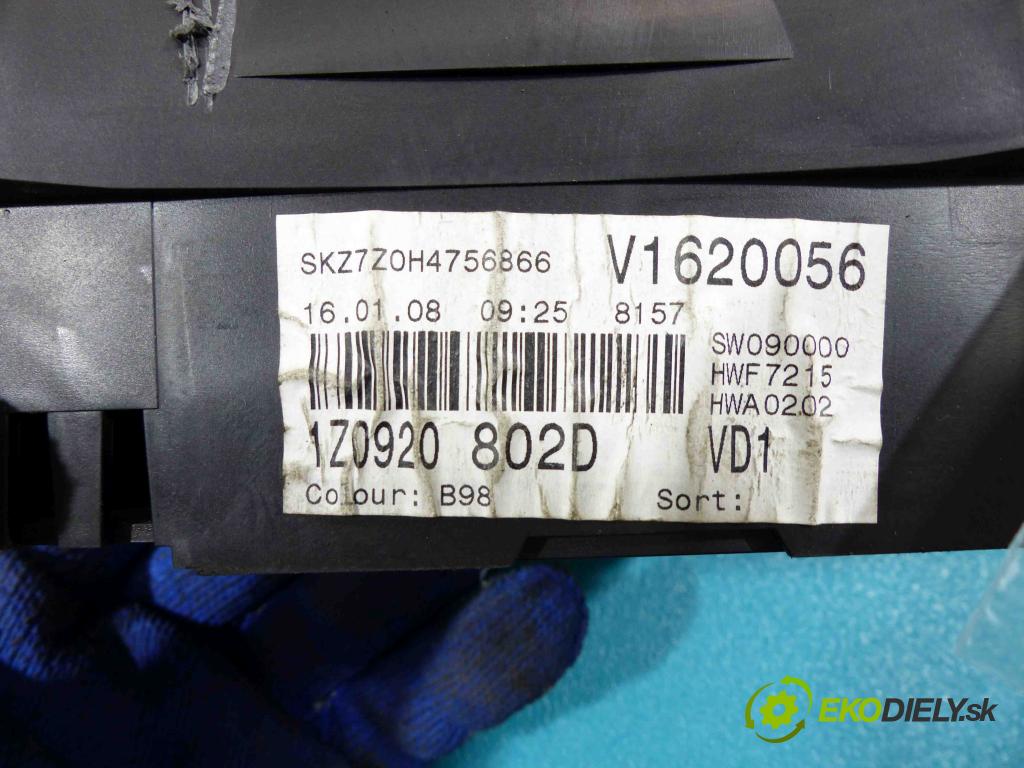 SKZ7Z0H4756866 V1620056
16.01.08 09:25 8157
SW090000
HWF7215
HWA02.02
1Z0920 802D VD1
Colour: B98 Sort:
EKODIELY.sk